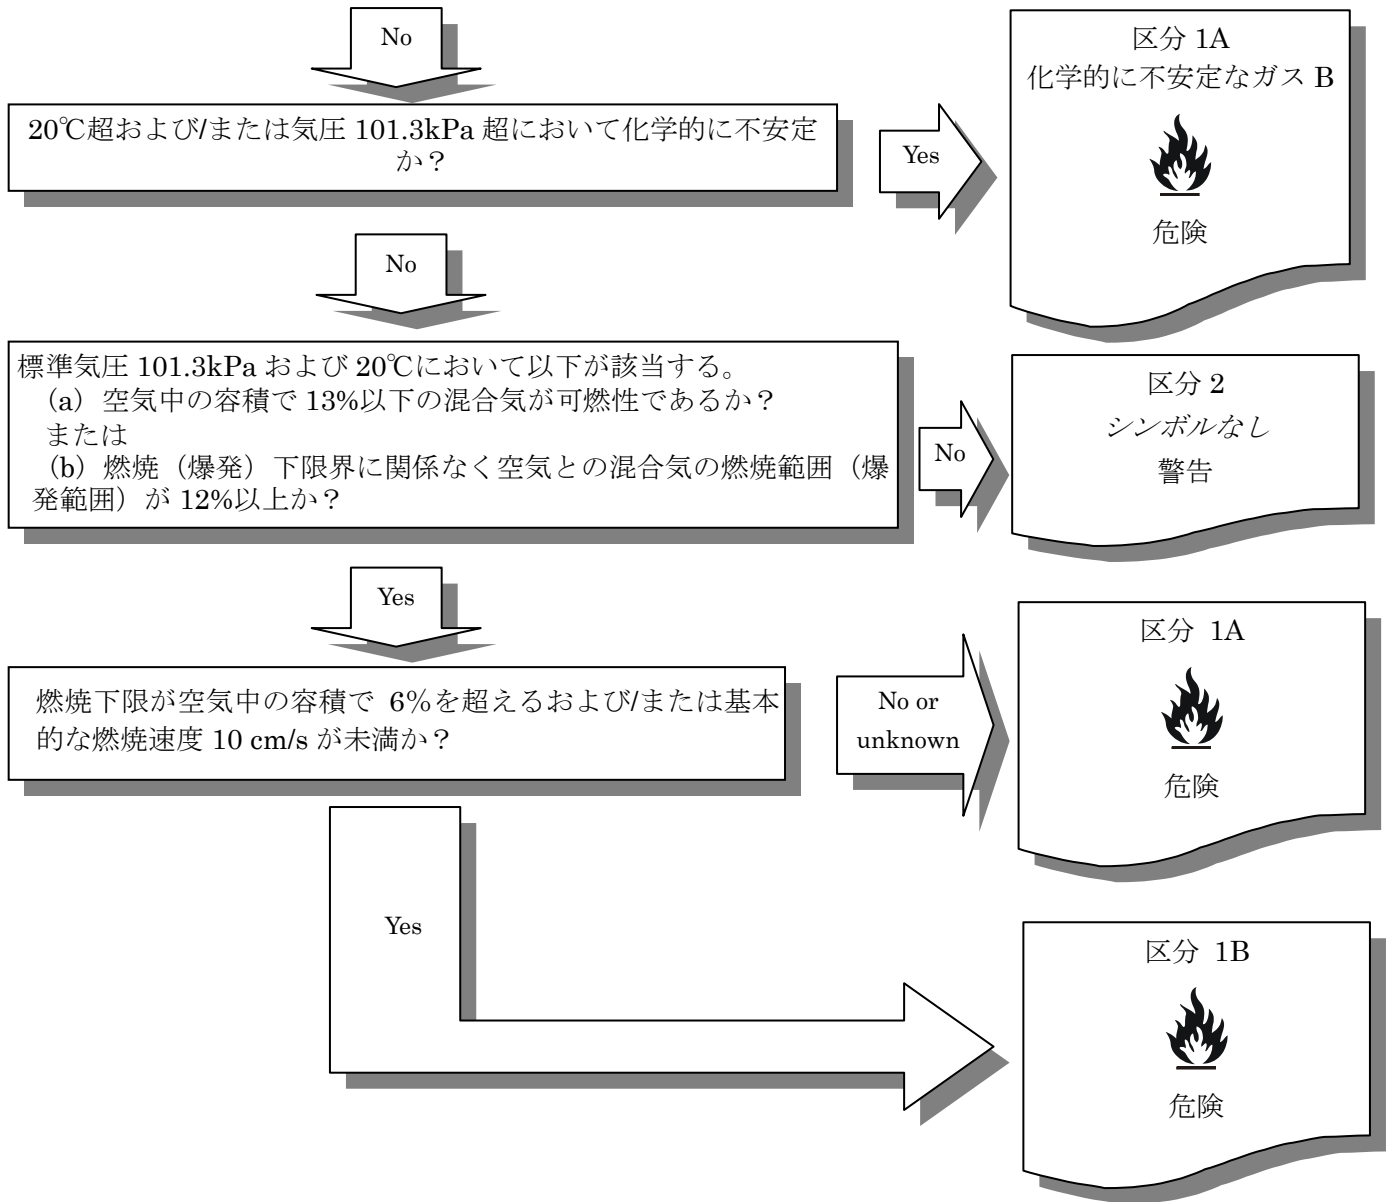 No
区分 1A
化学的に不安定なガス B
危険
20℃超および/または気圧 101.3kPa 超において化学的に不安定
か？
Yes
No
標準気圧 101.3kPa および 20℃において以下が該当する。
（a）空気中の容積で 13%以下の混合気が可燃性であるか？
または
（b）燃焼（爆発）下限界に関係なく空気との混合気の燃焼範囲（爆
発範囲）が 12%以上か？
No
区分 2
シンボルなし
警告
Yes
燃焼下限が空気中の容積で 6％を超えるおよび/または基本
的な燃焼速度 10 cm/s が未満か？
No or
unknown
区分 1A
危険
Yes
区分 1B
危険